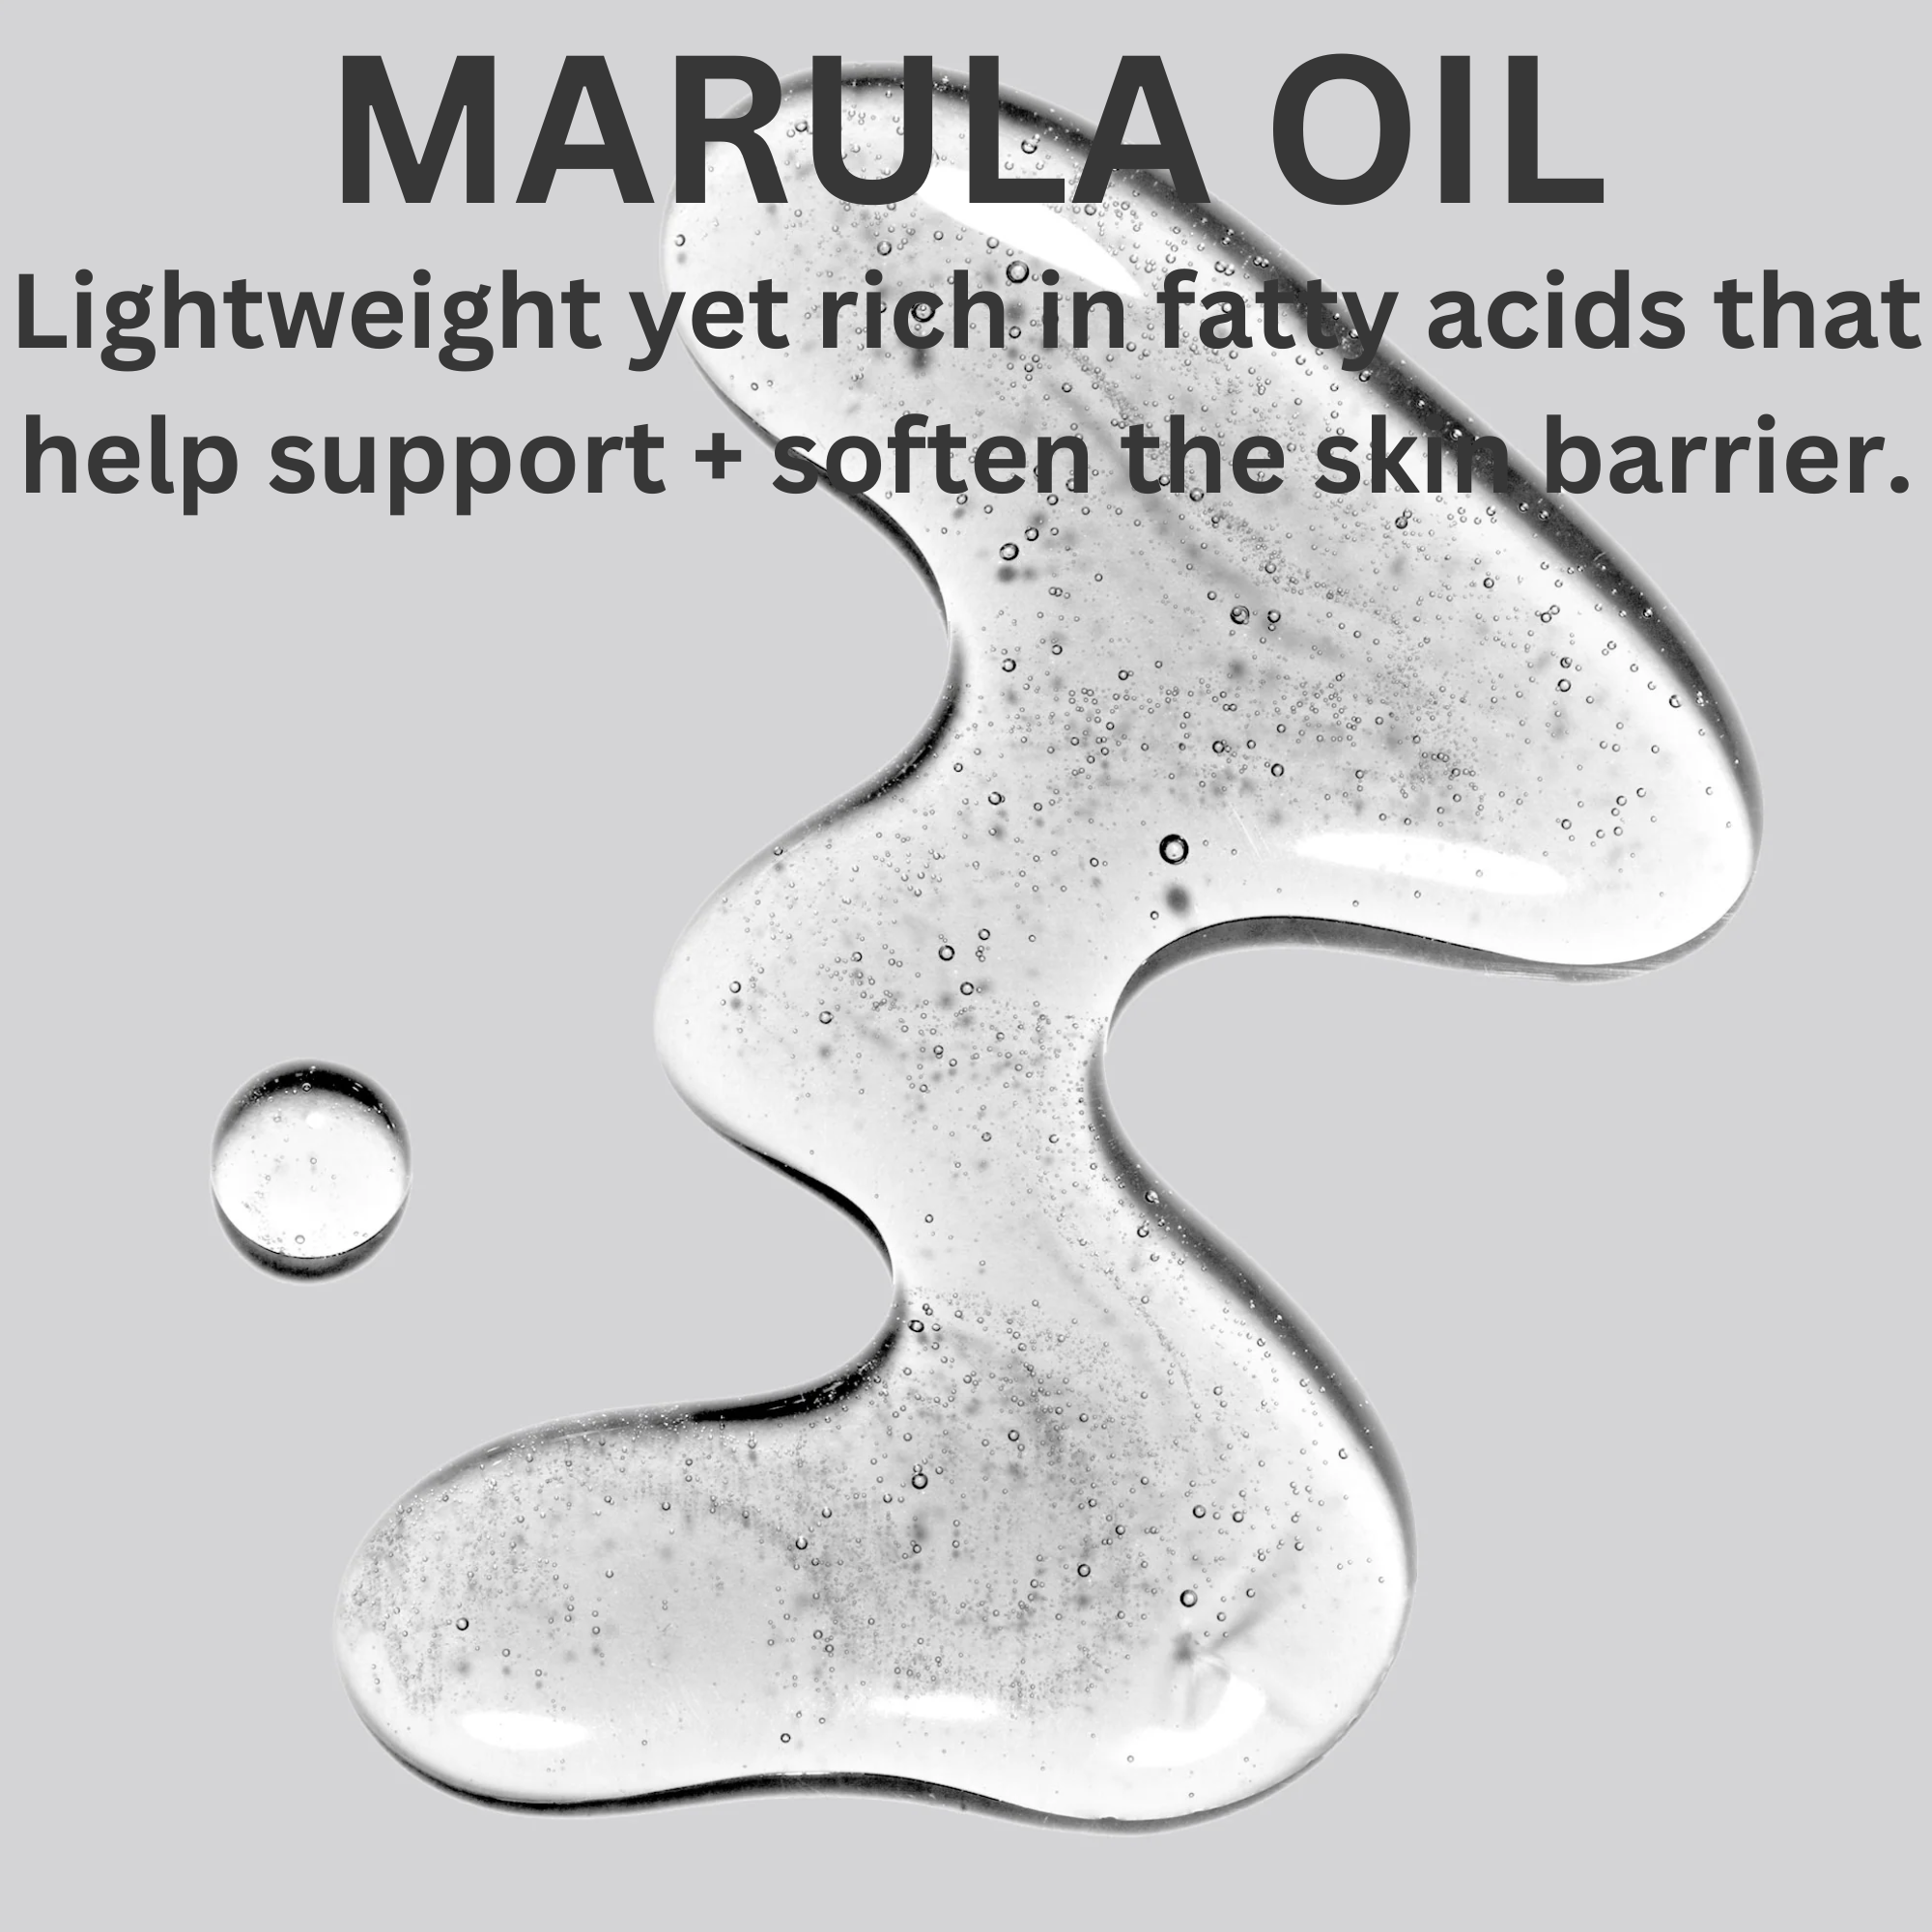 MARULA OIL
Lightweight yet rich in fatty acids that
help support + soften the skin barrier.